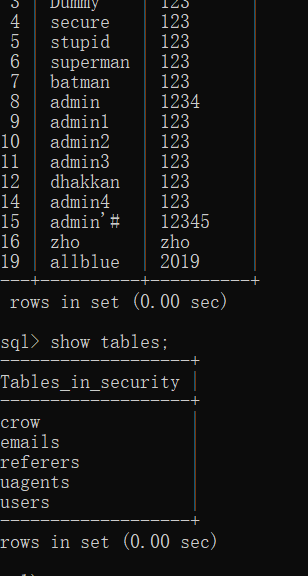 3 | Dummy | 123 |
4 | secure | 123 |
5 | stupid | 123 |
6 | superman | 123 |
7 | batman | 123 |
8 | admin | 1234 |
9 | admin1 | 123 |
10 | admin2 | 123 |
11 | admin3 | 123 |
12 | dhakkan | 123 |
14 | admin4 | 123 |
15 | admin'# | 12345 |
16 | zho | zho |
19 | allblue | 2019 |
---+----------+----------+
rows in set (0.00 sec)
sql> show tables;
-------------------+
Tables_in_security |
-------------------+
crow |
emails |
referers |
uagents |
users |
-------------------+
rows in set (0.00 sec)